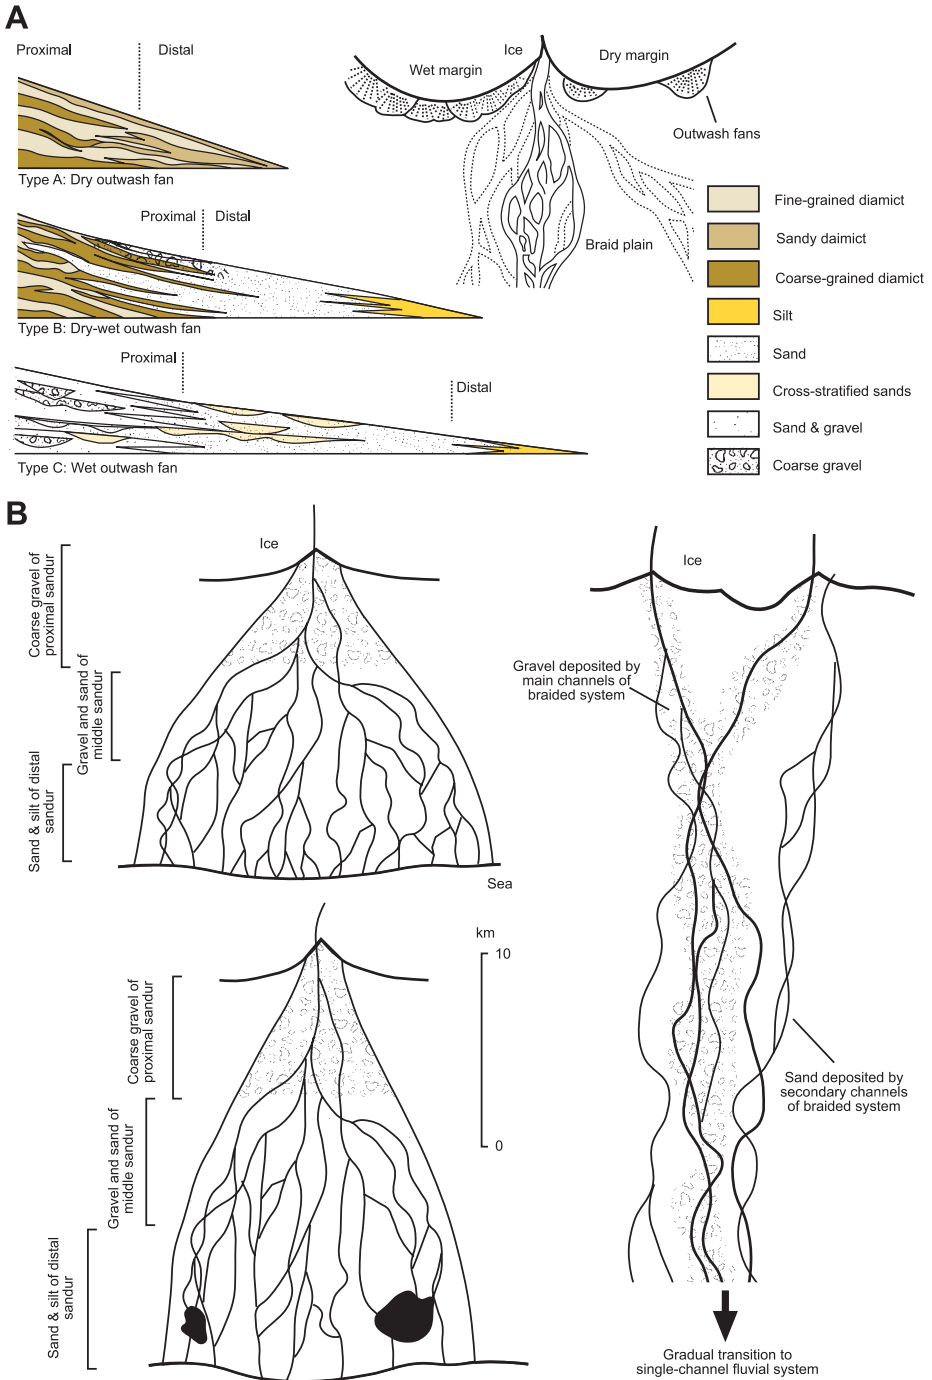 A
Proximal
Distal
Type A: Dry outwash fan
Ice
Wet margin
Dry margin
Outwash fans
Braid plain
Proximal
Distal
Type B: Dry-wet outwash fan
Proximal
Distal
Type C: Wet outwash fan
Fine-grained diamict
Sandy daimict
Coarse-grained diamict
Silt
Sand
Cross-stratified sands
Sand & gravel
Coarse gravel
B
Ice
Coarse gravel of
proximal sandur
Gravel and sand of
middle sandur
Sand & silt of distal
sandur
Sea
km
10
0
Coarse gravel of
proximal sandur
Gravel and sand of
middle sandur
Sand & silt of distal
sandur
Ice
Gravel deposited by
main channels of
braided system
Sand deposited by
secondary channels
of braided system
Gradual transition to
single-channel fluvial system